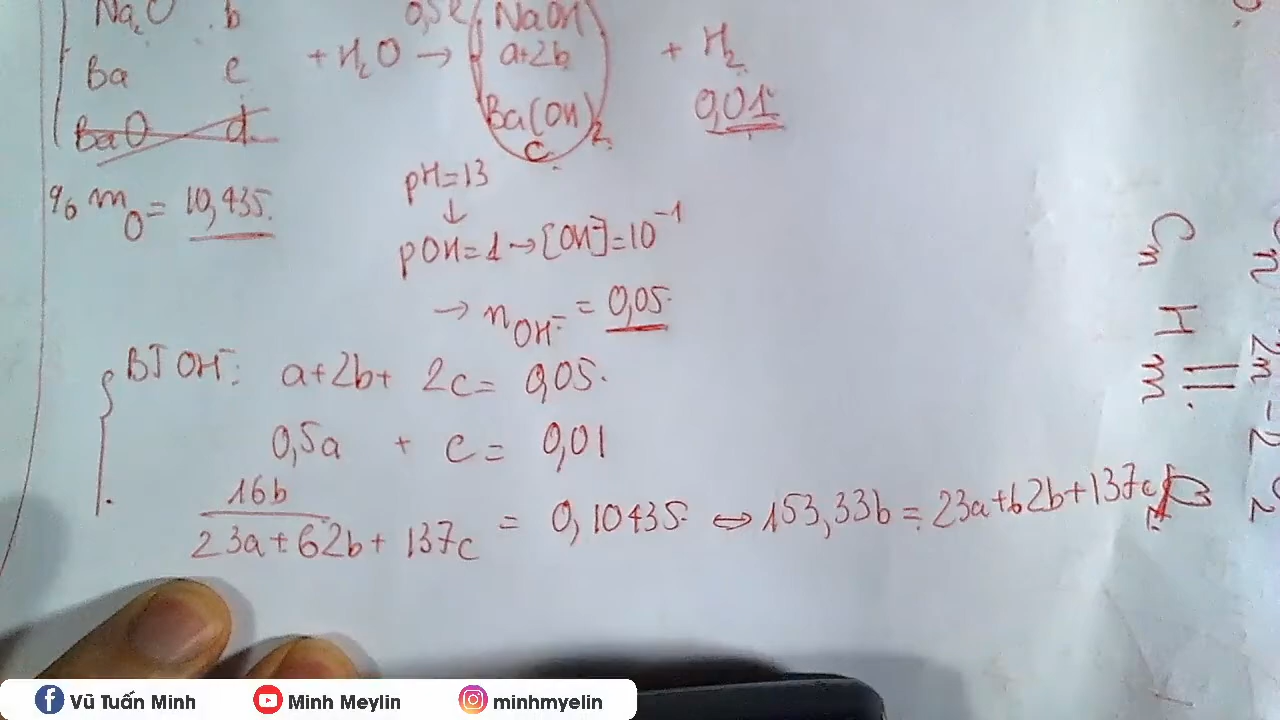 Na₂O b
0,5l NaOH
Ba c + H₂O → a+2b + H₂
BaO d Ba(OH)₂ 0,01
c
pH=13
% mO = 10,435
↓
pOH=1→[OH⁻]=10⁻¹
→ nOH⁻ = 0,05
BT OH⁻: a+2b+ 2c= 0,05
0,5a + c = 0,01
16b
23a+62b+ 137c = 0,10435 ⇔ 153,33b = 23a+62b+137c
Cn Hm
Vũ Tuấn Minh Minh Meylin minhmyelin